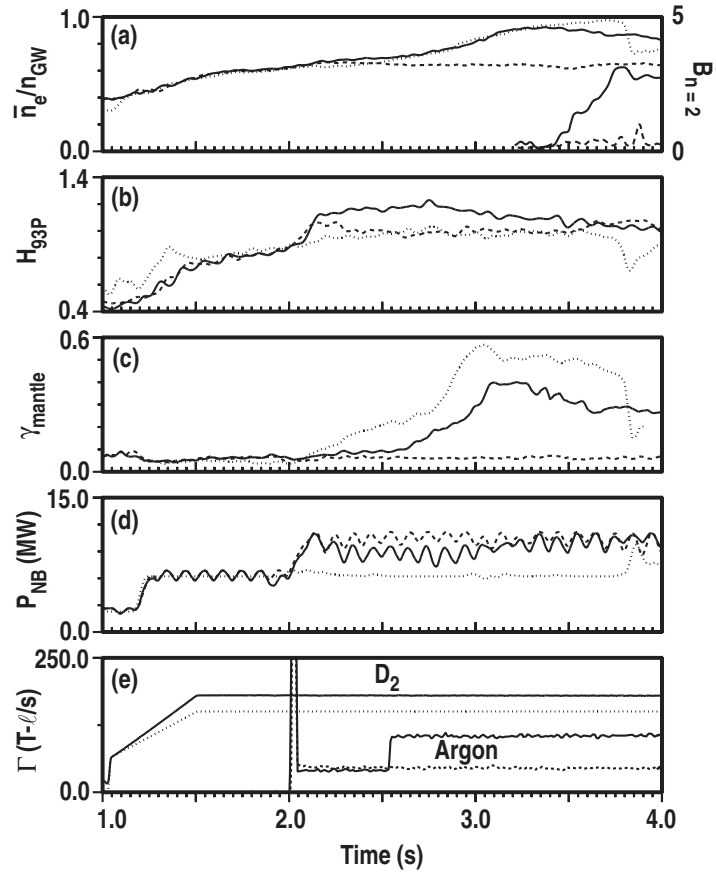 1.0
(a)
5
n̅e/nGW
B̃n = 2
0.0
0
1.4
(b)
H93P
0.4
0.6
(c)
γmantle
0.0
15.0
(d)
PNB (MW)
0.0
250.0
(e)
D2
Γ (T-ℓ/s)
Argon
0.0
1.0 2.0 3.0 4.0
Time (s)